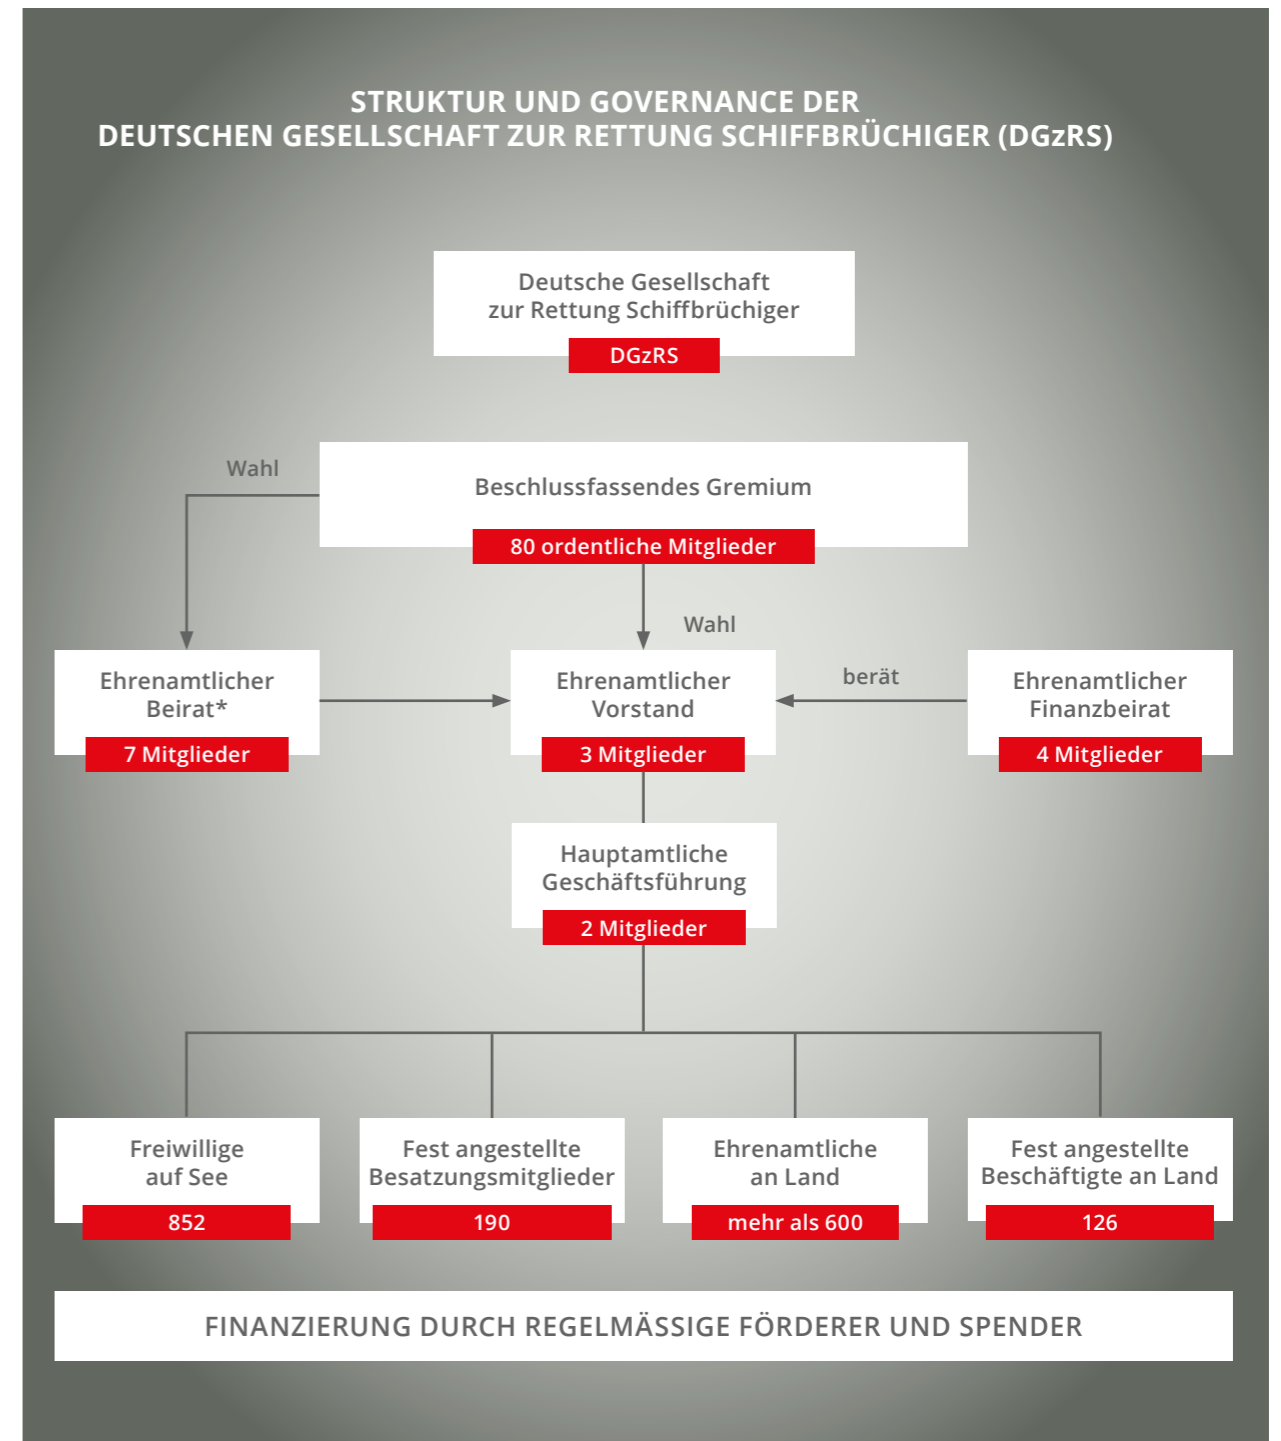 STRUKTUR UND GOVERNANCE DER
DEUTSCHEN GESELLSCHAFT ZUR RETTUNG SCHIFFBRÜCHIGER (DGzRS)
Deutsche Gesellschaft
zur Rettung Schiffbrüchiger
DGzRS
Wahl
Beschlussfassendes Gremium
80 ordentliche Mitglieder
Wahl
Ehrenamtlicher
Beirat*
7 Mitglieder
Ehrenamtlicher
Vorstand
3 Mitglieder
berät
Ehrenamtlicher
Finanzbeirat
4 Mitglieder
Hauptamtliche
Geschäftsführung
2 Mitglieder
Freiwillige
auf See
852
Fest angestellte
Besatzungsmitglieder
190
Ehrenamtliche
an Land
mehr als 600
Fest angestellte
Beschäftigte an Land
126
FINANZIERUNG DURCH REGELMÄSSIGE FÖRDERER UND SPENDER